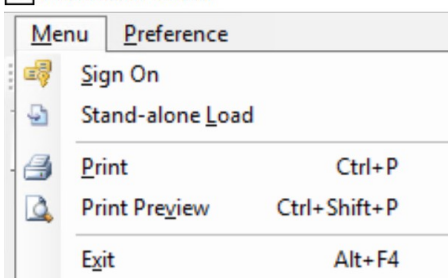 Menu Preference
Sign On
Stand-alone Load
Print Ctrl+P
Print Preview Ctrl+Shift+P
Exit Alt+F4